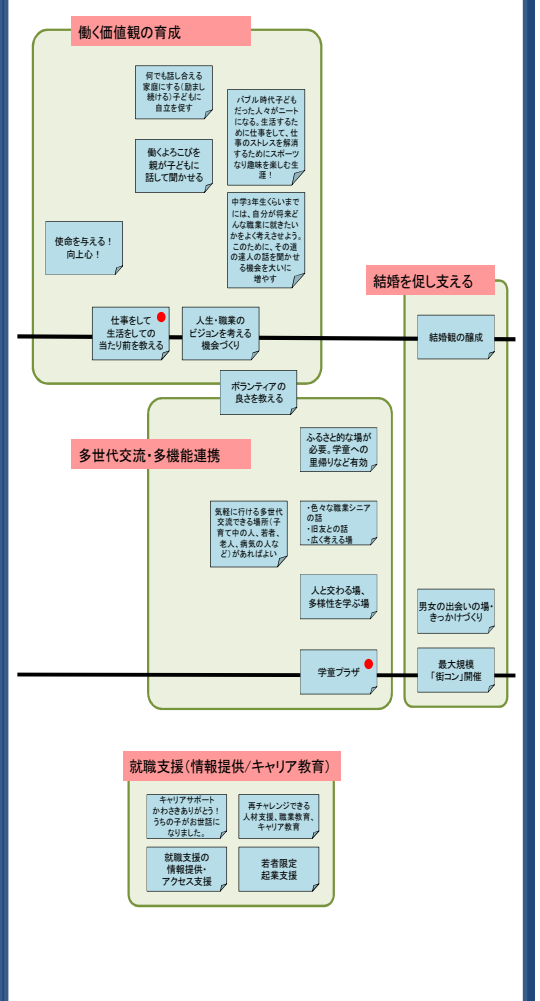 働く価値観の育成
何でも話し合える
家庭にする(励まし
続ける)子どもに
自立を促す
バブル時代子ども
だった人々がニート
になる。生活するた
めに仕事をして、仕
事のストレスを解消
するためにスポーツ
なり趣味を楽しむ生
涯!
働くよろこびを
親が子どもに
話して聞かせる
中学3年生くらいまで
には、自分が将来ど
んな職業に就きたい
かをよく考えさせよう。
このために、その道
の達人の話を聞かせ
る機会を大いに
増やす
使命を与える!
向上心!
仕事をして
生活をしての
当たり前を教える
人生・職業の
ビジョンを考える
機会づくり
結婚を促し支える
結婚観の醸成
ボランティアの
良さを教える
多世代交流・多機能連携
ふるさと的な場が
必要。学童への
里帰りなど有効
気軽に行ける多世代
交流できる場所(子
育て中の人、若者、
老人、病気の人な
ど)があればよい
・色々な職業シニア
の話
・旧友との話
・広く考える場
人と交わる場、
多様性を学ぶ場
男女の出会いの場・
きっかけづくり
学童プラザ
最大規模
「街コン」開催
就職支援(情報提供/キャリア教育)
キャリアサポート
かわさきありがとう!
うちの子がお世話に
なりました。
再チャレンジできる
人材支援、職業教育、
キャリア教育
就職支援の
情報提供・
アクセス支援
若者限定
起業支援